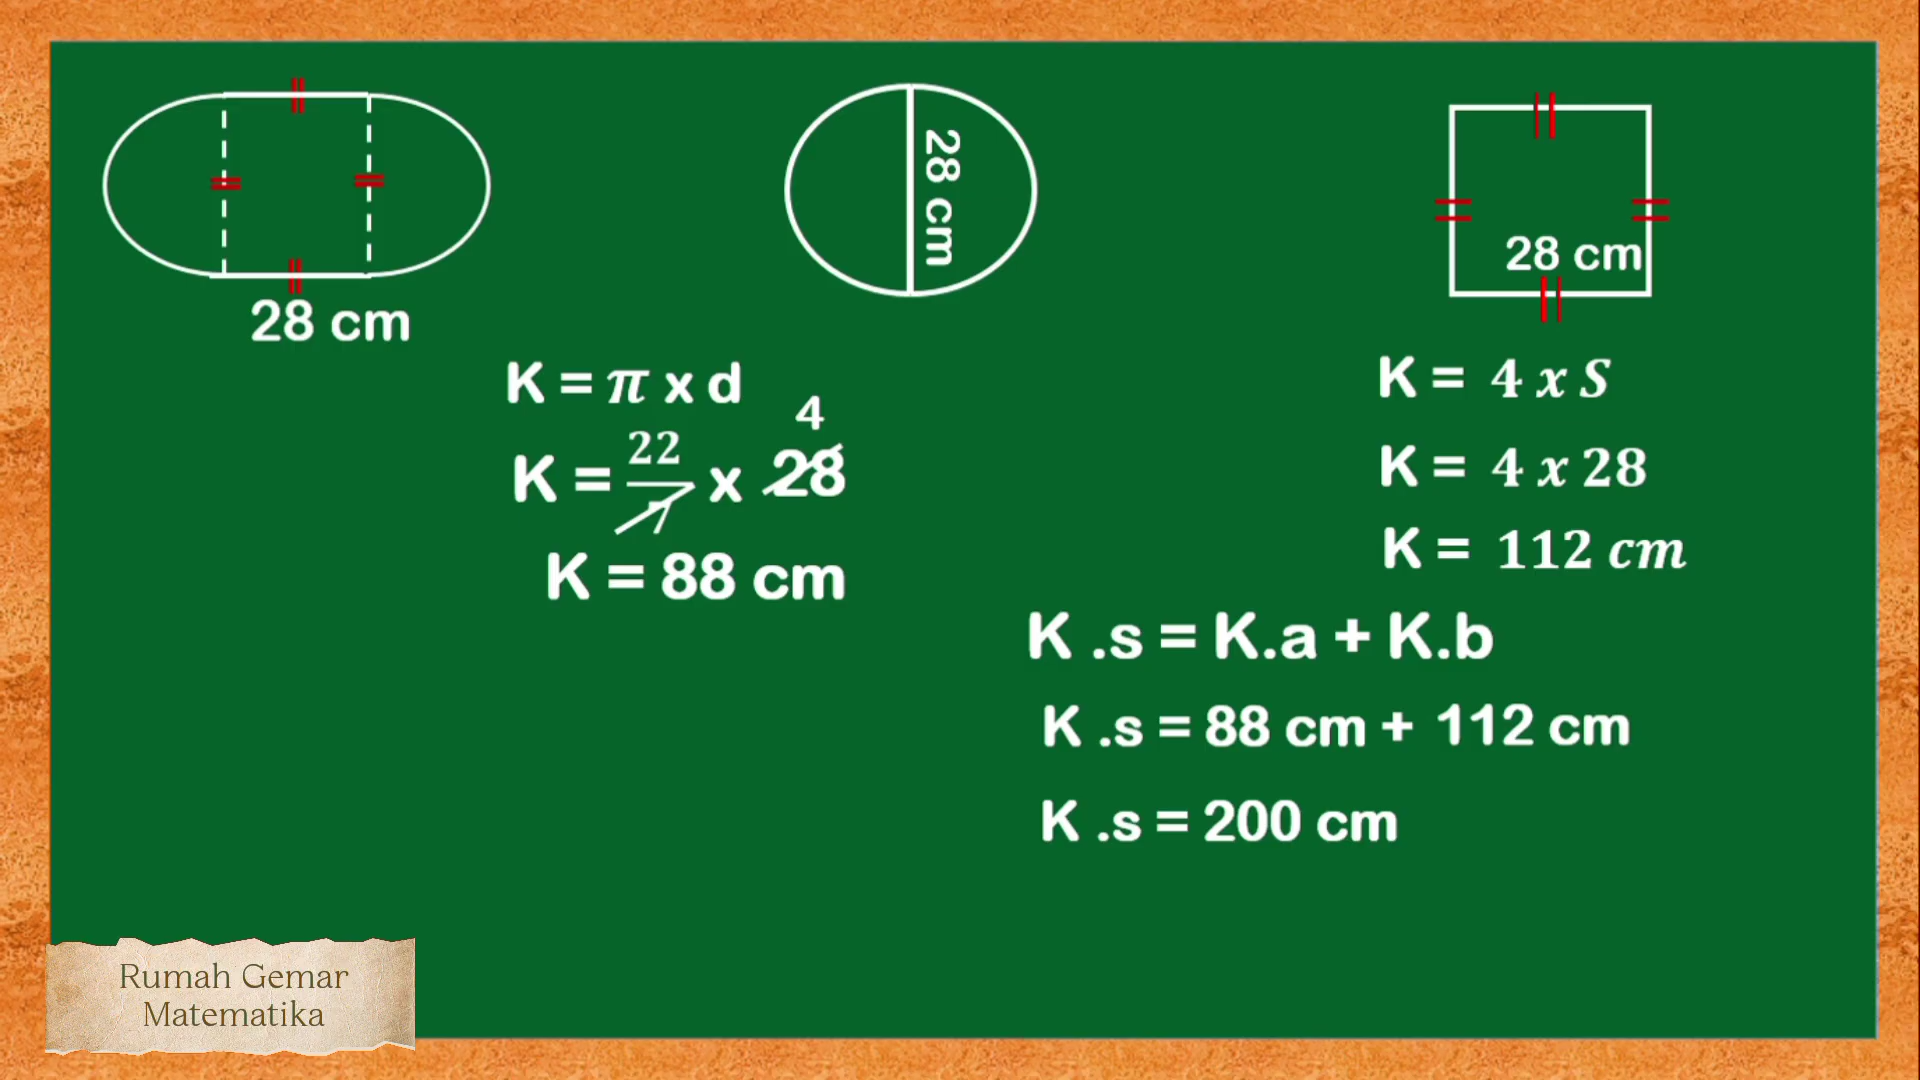 28 cm
28 cm
28 cm
K = π x d
4
K = 22/7 x 28
K = 88 cm
K = 4 x S
K = 4 x 28
K = 112 cm
K .s = K.a + K.b
K .s = 88 cm + 112 cm
K .s = 200 cm
Rumah Gemar
Matematika